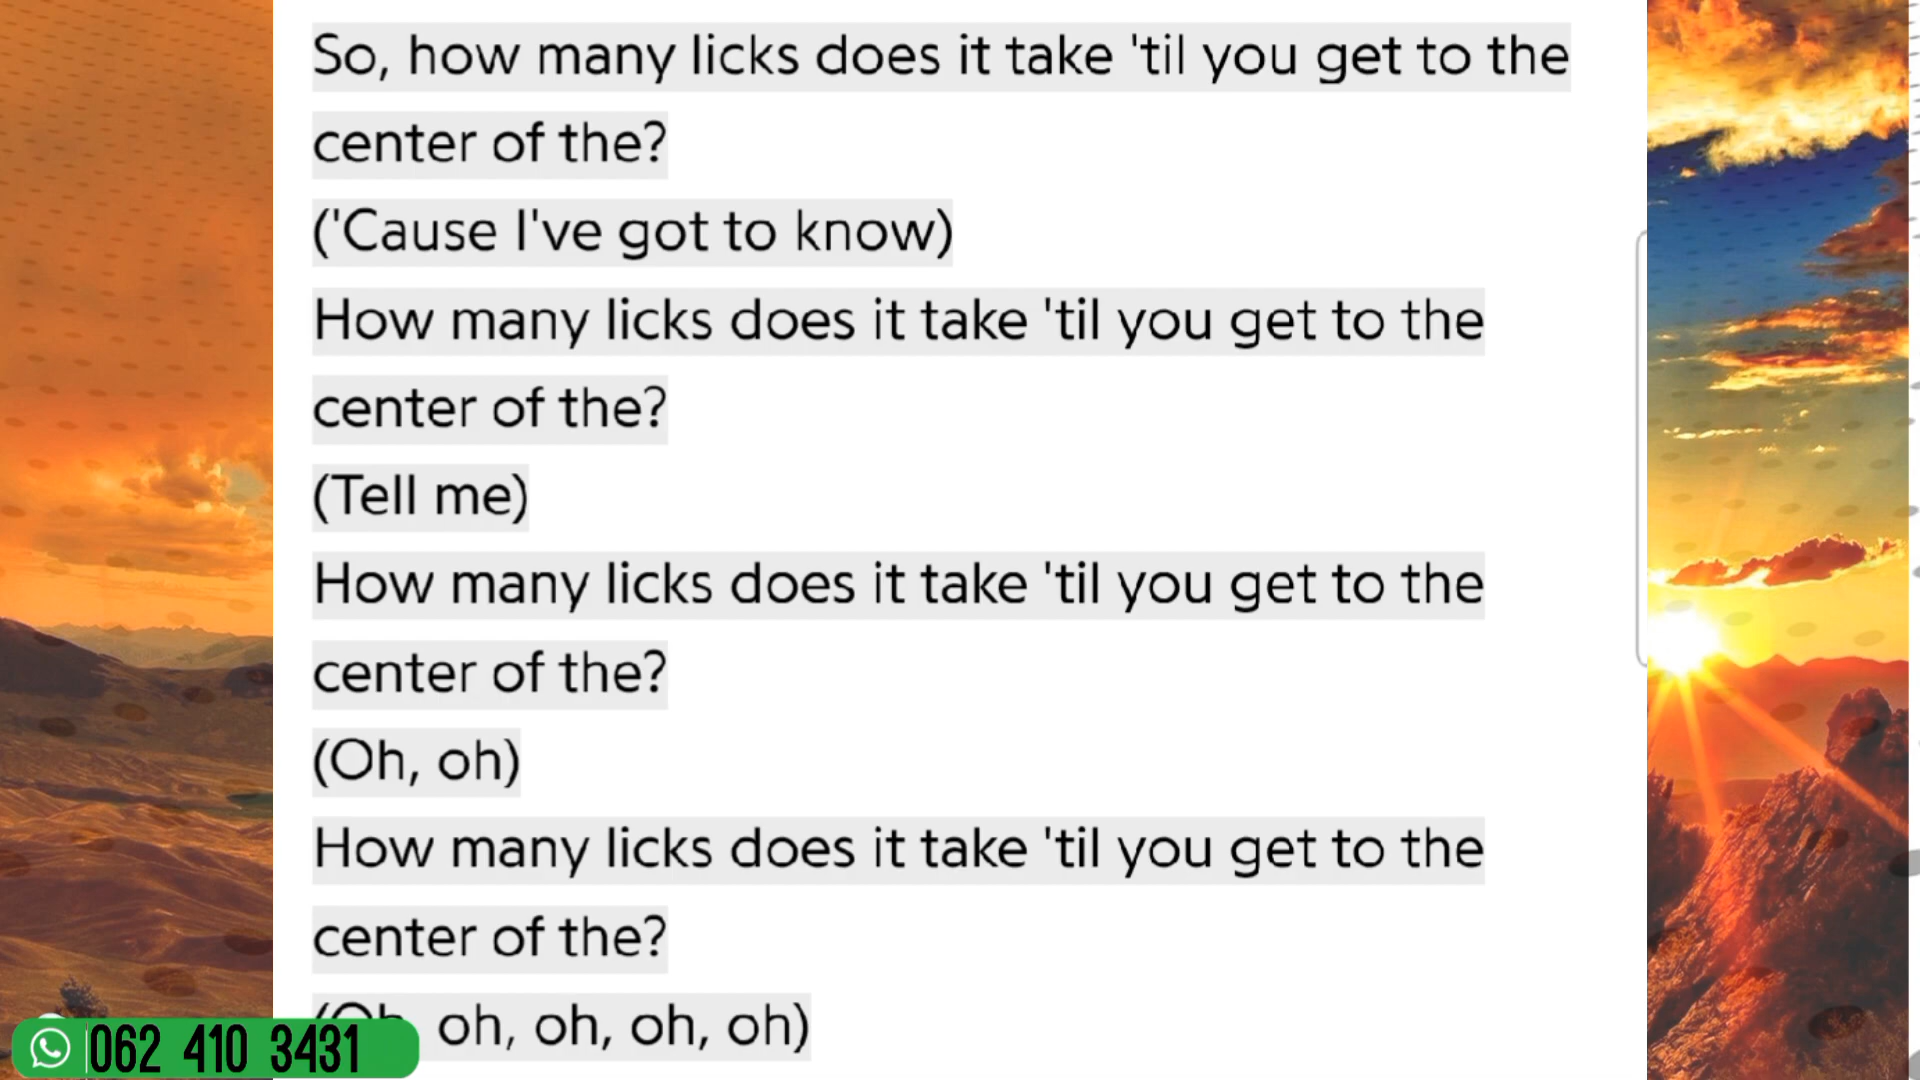 So, how many licks does it take 'til you get to the
center of the?
('Cause I've got to know)
How many licks does it take 'til you get to the
center of the?
(Tell me)
How many licks does it take 'til you get to the
center of the?
(Oh, oh)
How many licks does it take 'til you get to the
center of the?
(Oh, oh, oh, oh, oh)
062 410 3431